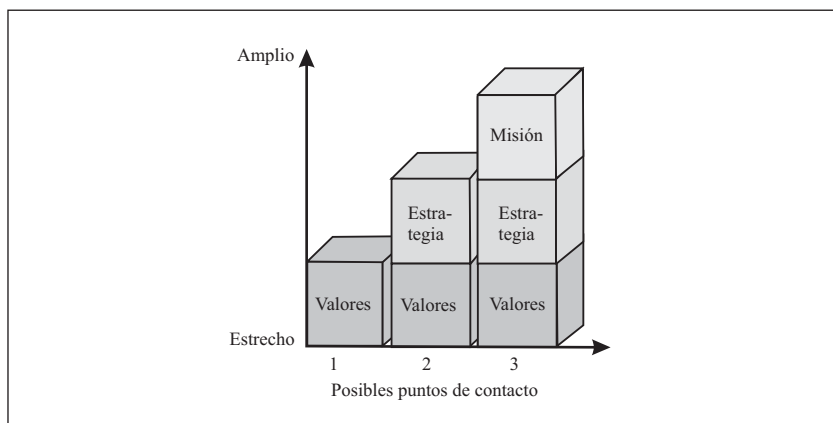 Amplio
Misión
Estra-
tegia
Estra-
tegia
Valores
Valores
Valores
Estrecho
1 2 3
Posibles puntos de contacto